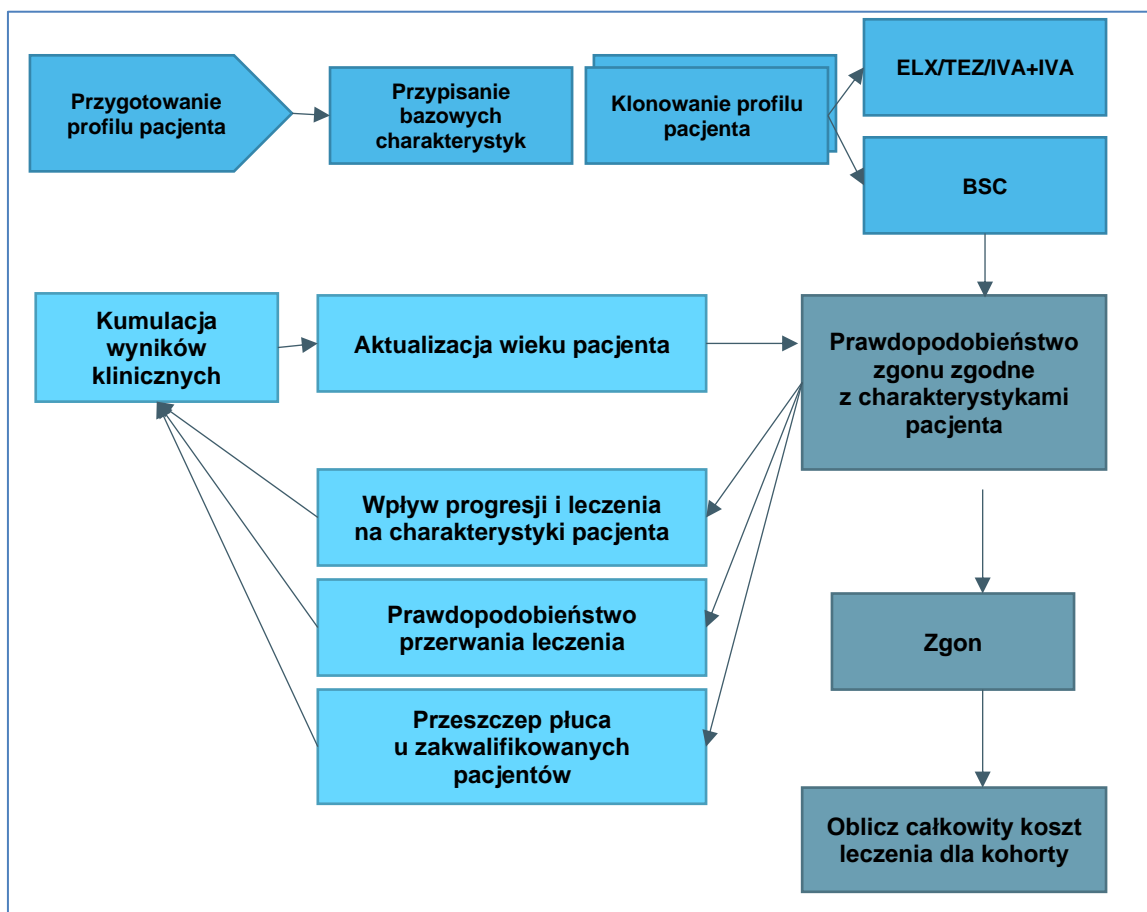 Przygotowanie
profilu pacjenta
Przypisanie
bazowych
charakterystyk
Klonowanie profilu
pacjenta
ELX/TEZ/IVA+IVA
BSC
Kumulacja
wyników
klinicznych
Aktualizacja wieku pacjenta
Prawdopodobieństwo
zgonu zgodne
z charakterystykami
pacjenta
Wpływ progresji i leczenia
na charakterystyki pacjenta
Prawdopodobieństwo
przerwania leczenia
Zgon
Przeszczep płuca
u zakwalifikowanych
pacjentów
Oblicz całkowity koszt
leczenia dla kohorty